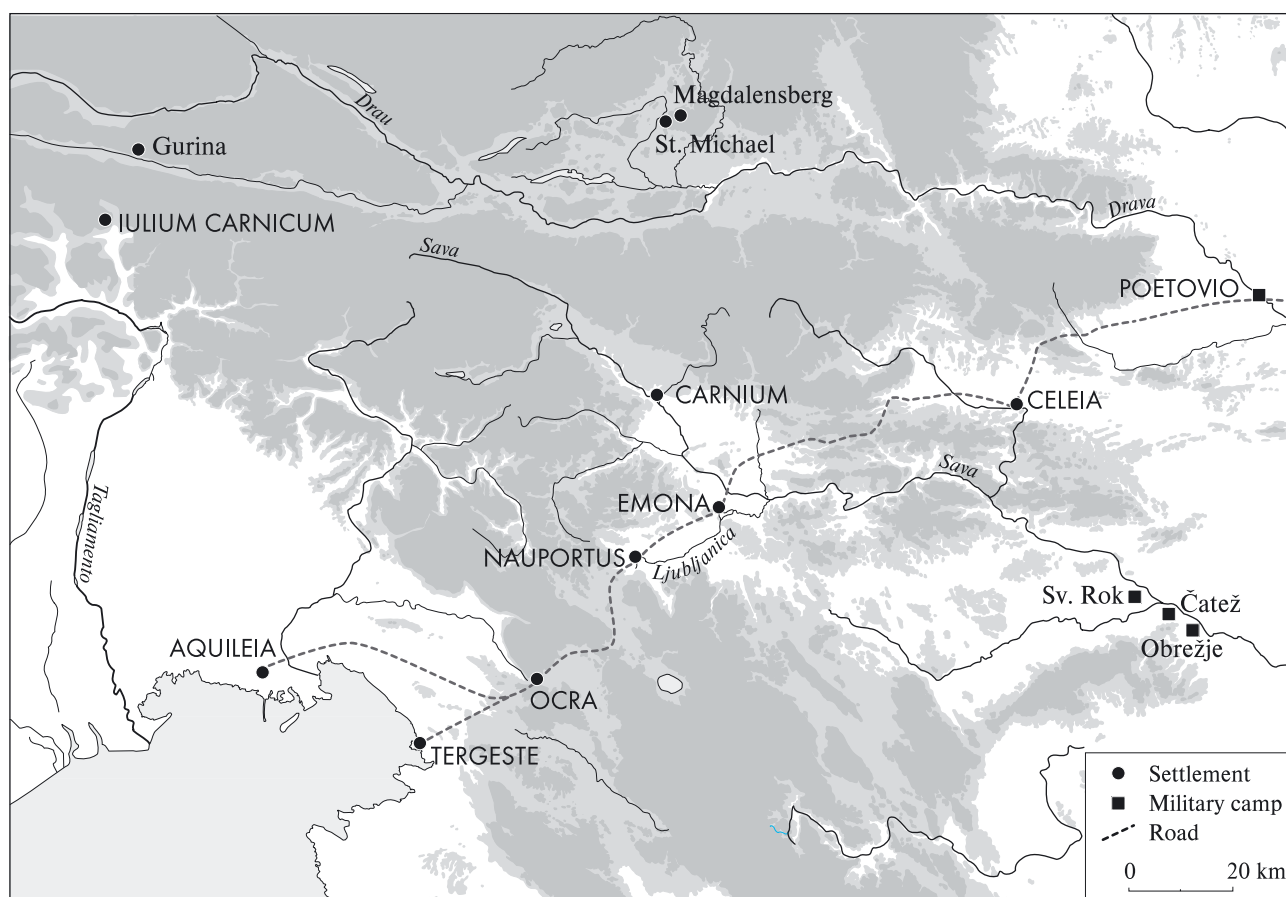 Magdalensberg
Drau
St. Michael
Gurina
IULIUM CARNICUM
Drava
Sava
POETOVIO
CARNIUM
CELEIA
Sava
EMONA
Tagliamento
NAUPORTUS
Ljubljanica
Sv. Rok
Čatež
Obrežje
AQUILEIA
OCRA
TERGESTE
Settlement
Military camp
Road
0 20 km